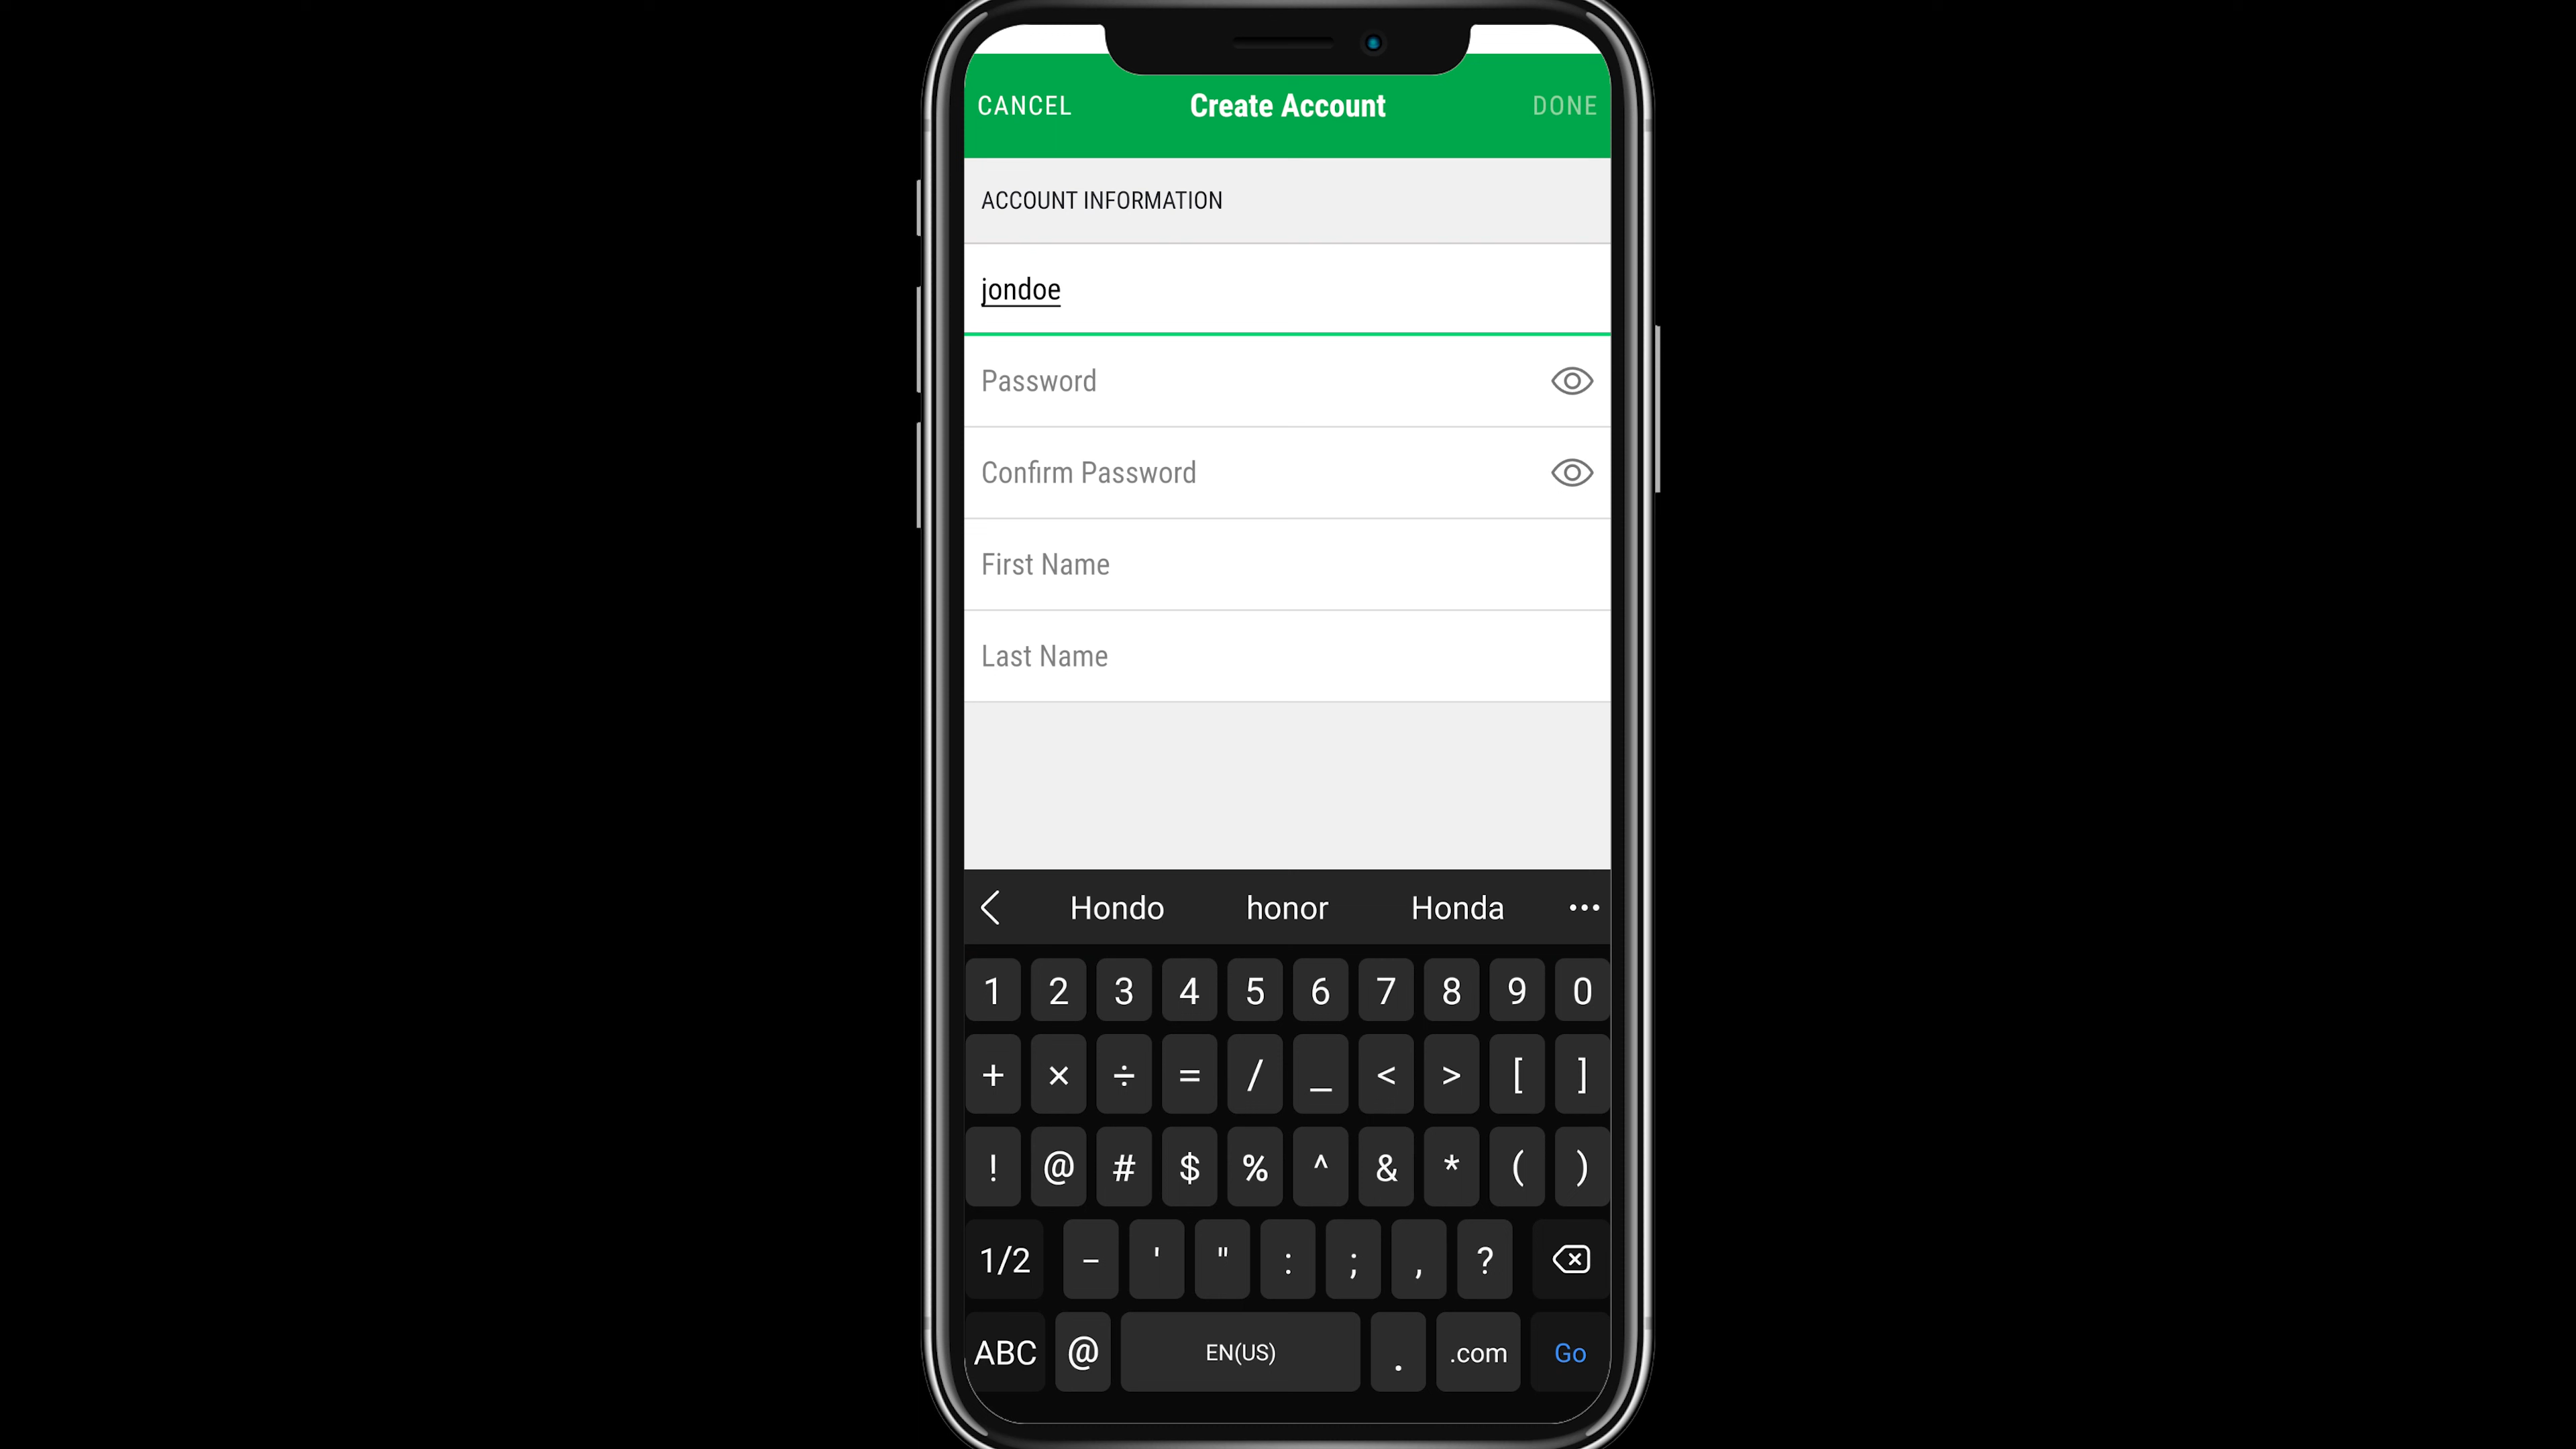 CANCEL Create Account DONE
ACCOUNT INFORMATION
jondoe
Password
Confirm Password
First Name
Last Name
Hondo honor Honda ...
1 2 3 4 5 6 7 8 9 0
+ × ÷ = / _ < > [ ]
! @ # $ % ^ & * ( )
1/2 - ' " : ; , ?
ABC @ EN(US) . .com Go